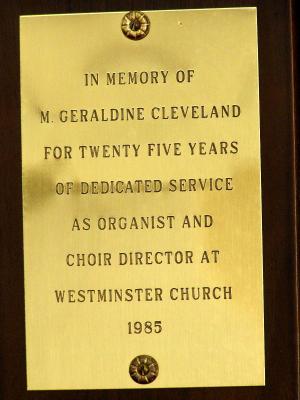 IN MEMORY OF
M. GERALDINE CLEVELAND
FOR TWENTY FIVE YEARS
OF DEDICATED SERVICE
AS ORGANIST AND
CHOIR DIRECTOR AT
WESTMINSTER CHURCH
1985